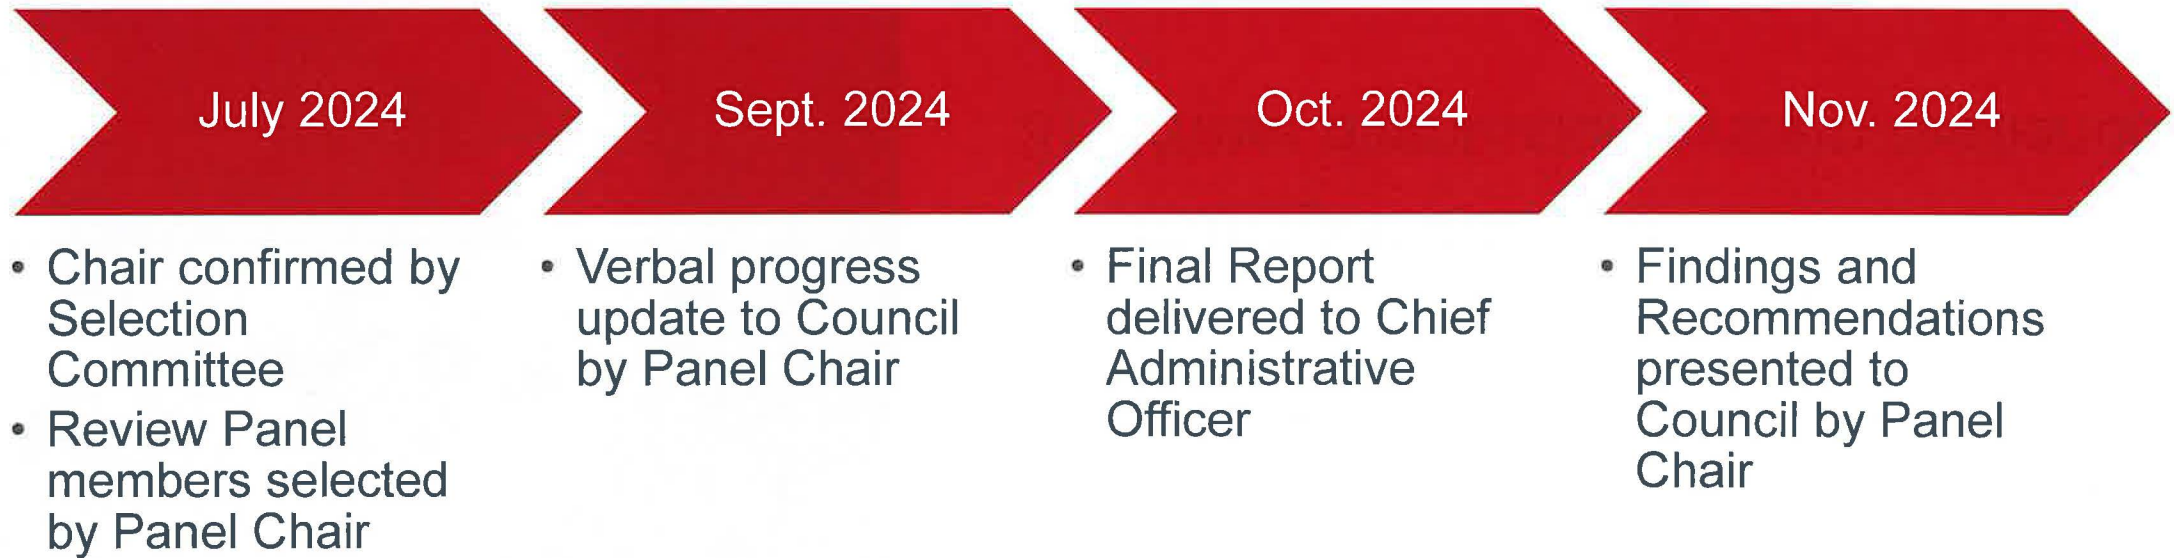 July 2024
Sept. 2024
Oct. 2024
Nov. 2024
• Chair confirmed by
Selection
Committee
• Review Panel
members selected
by Panel Chair
• Verbal progress
update to Council
by Panel Chair
• Final Report
delivered to Chief
Administrative
Officer
• Findings and
Recommendations
presented to
Council by Panel
Chair